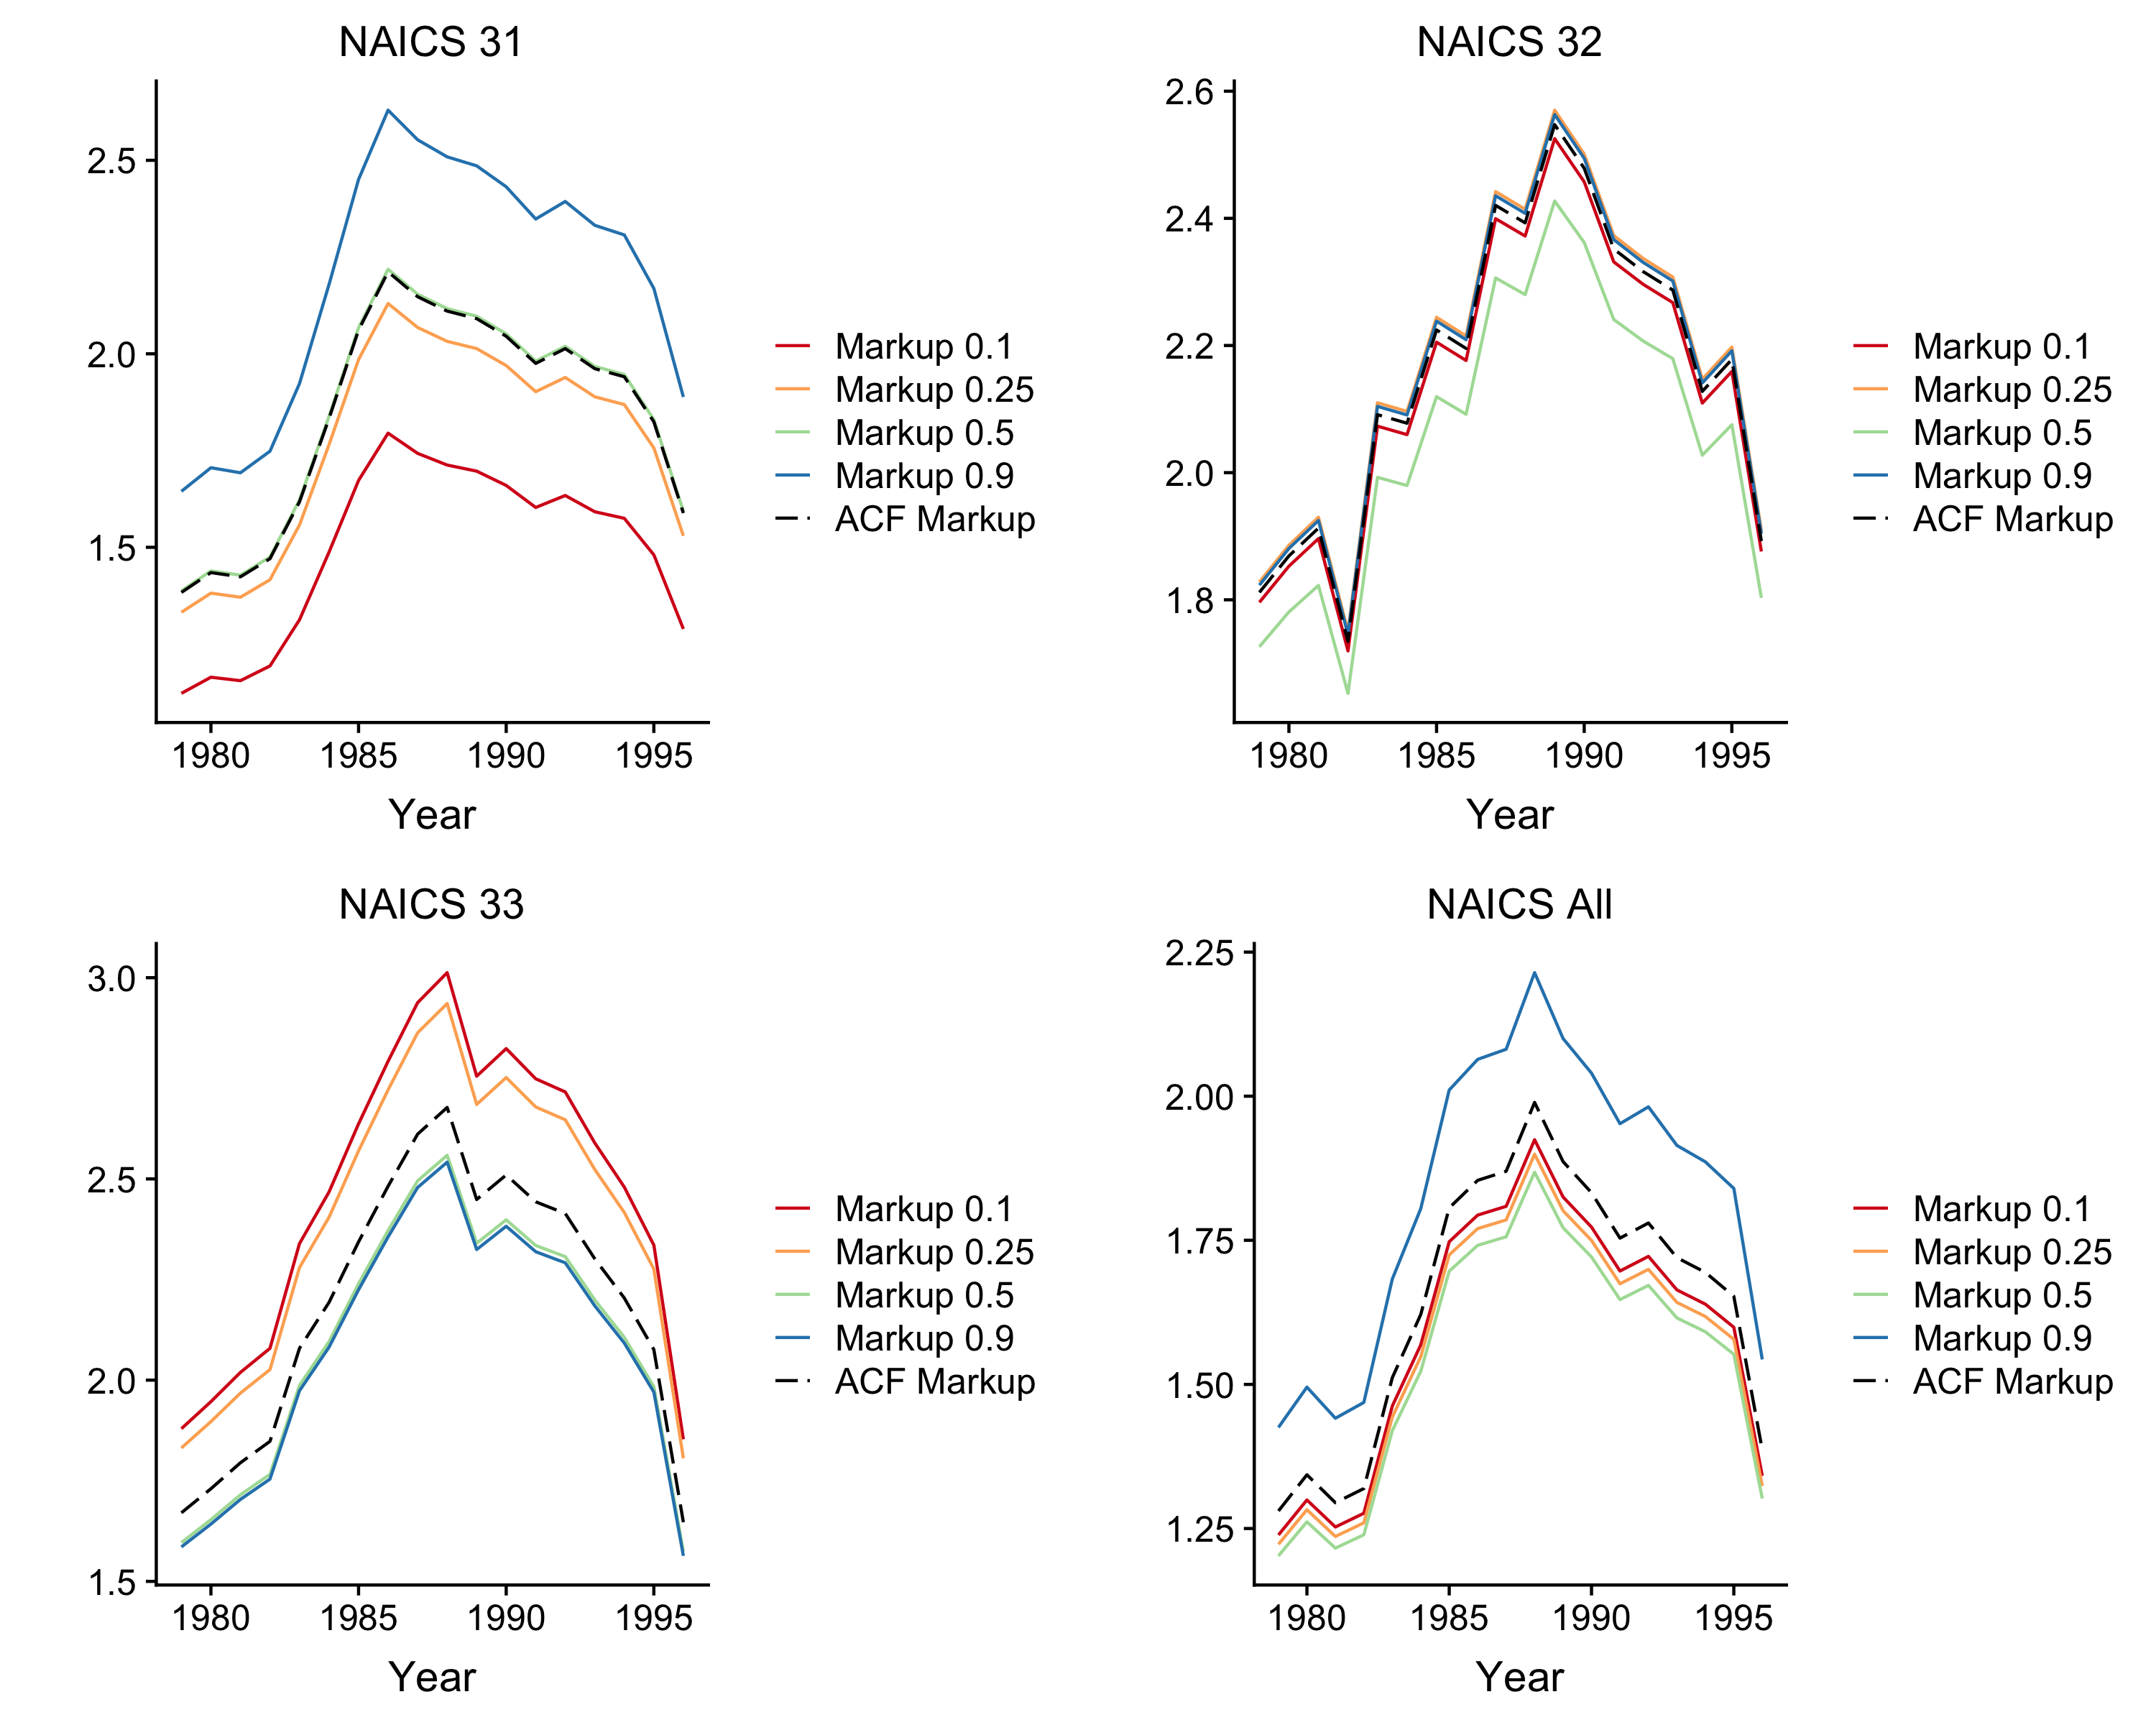 NAICS 31
2.5
2.0
1.5
1980 1985 1990 1995
Year
Markup 0.1
Markup 0.25
Markup 0.5
Markup 0.9
ACF Markup
NAICS 32
2.6
2.4
2.2
2.0
1.8
1980 1985 1990 1995
Year
Markup 0.1
Markup 0.25
Markup 0.5
Markup 0.9
ACF Markup
NAICS 33
3.0
2.5
2.0
1.5
1980 1985 1990 1995
Year
Markup 0.1
Markup 0.25
Markup 0.5
Markup 0.9
ACF Markup
NAICS All
2.25
2.00
1.75
1.50
1.25
1980 1985 1990 1995
Year
Markup 0.1
Markup 0.25
Markup 0.5
Markup 0.9
ACF Markup